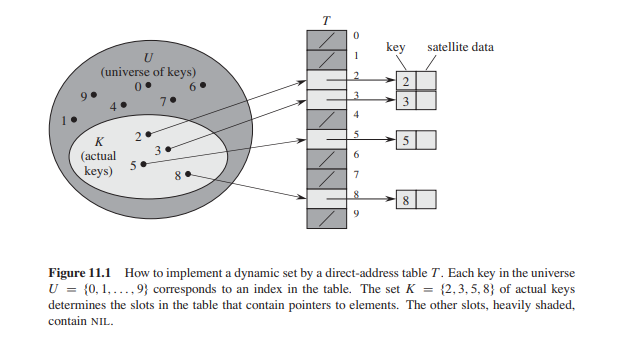 T
U
(universe of keys)
0
6
9
4
7
1
K
(actual
keys)
2
3
5
8
0
1
2
3
4
5
6
7
8
9
key satellite data
2
3
5
8
Figure 11.1 How to implement a dynamic set by a direct-address table T. Each key in the universe
U = {0, 1, . . . , 9} corresponds to an index in the table. The set K = {2, 3, 5, 8} of actual keys
determines the slots in the table that contain pointers to elements. The other slots, heavily shaded,
contain NIL.